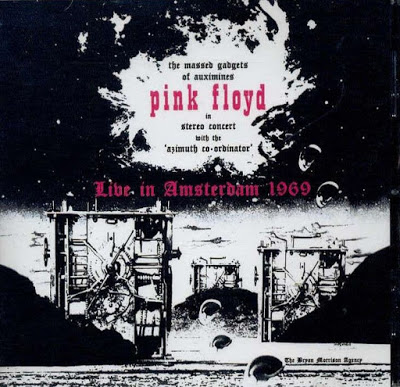 the massed gadgets
of auximines
pink floyd
in
stereo concert
with the
'azimuth co-ordinator'
Live in Amsterdam 1969
The Bryan Morrison Agency